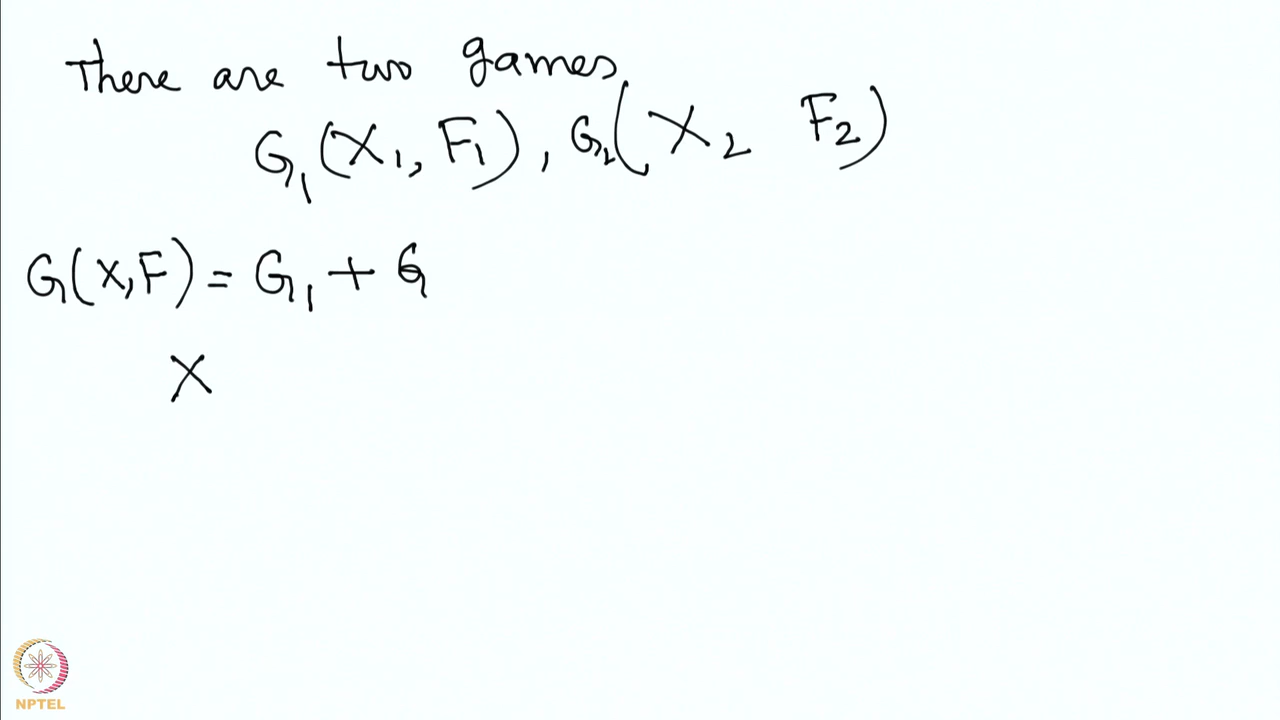 There are two games
G₁(X₁, F₁), G₂(X₂ F₂)
G(X,F) = G₁ + G
X
NPTEL